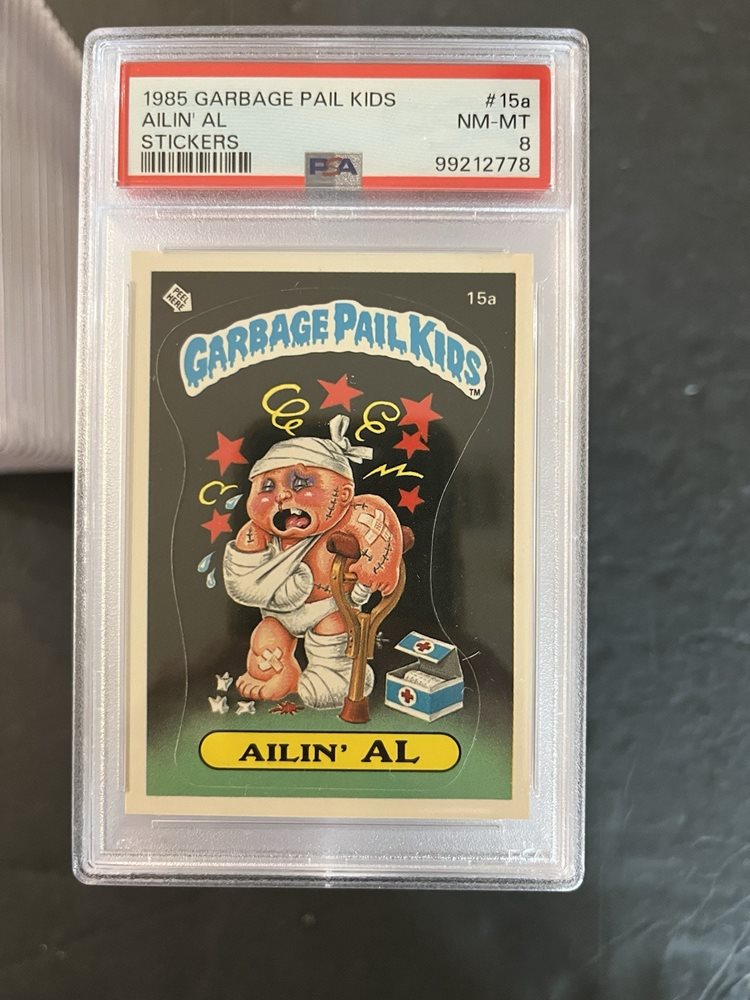 1985 GARBAGE PAIL KIDS #15a
AILIN' AL NM-MT
STICKERS 8
PSA 99212778
PEEL
HERE
15a
GARBAGE PAIL KIDS
TM
AILIN' AL